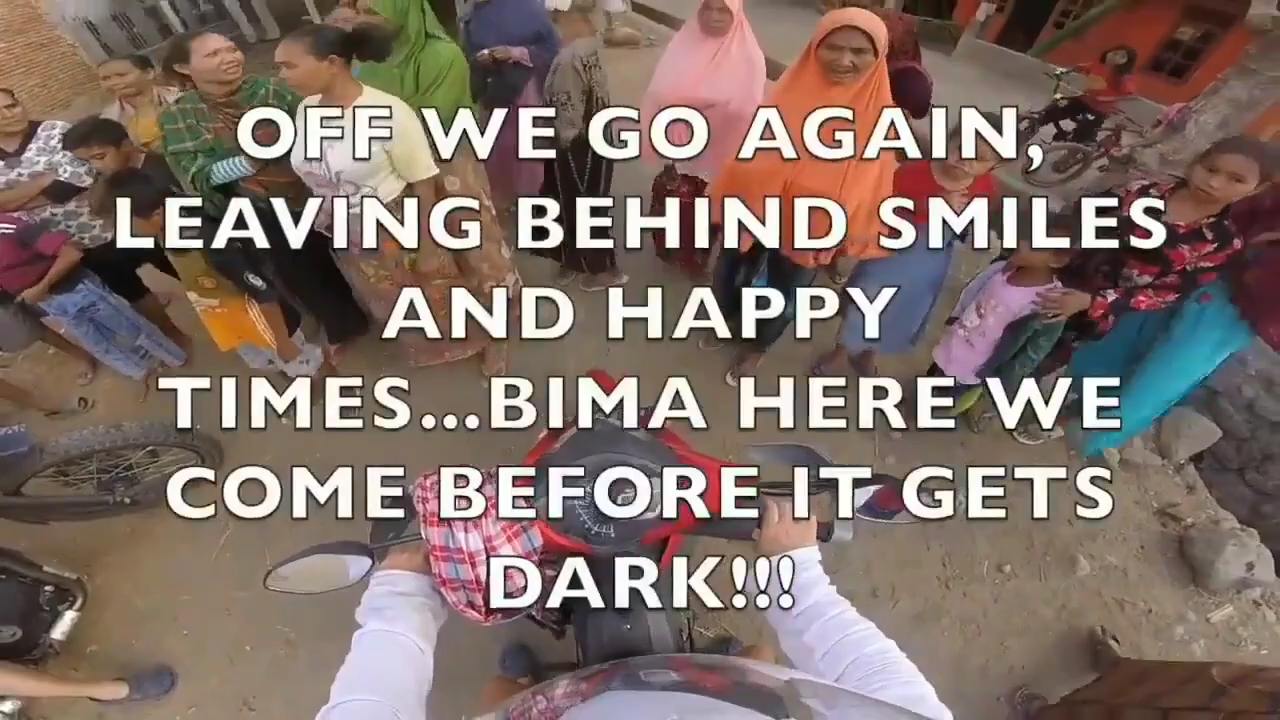 OFF WE GO AGAIN,
LEAVING BEHIND SMILES
AND HAPPY
TIMES...BIMA HERE WE
COME BEFORE IT GETS
DARK!!!